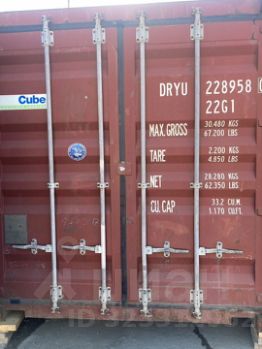 DRYU 228958 0
22G1
Cube
MAX.GROSS 30.480 KGS
67.200 LBS
TARE 2.200 KGS
4.850 LBS
NET 28.280 KGS
62.350 LBS
CU.CAP 33.2 CU.M.
1.170 CU.FT.